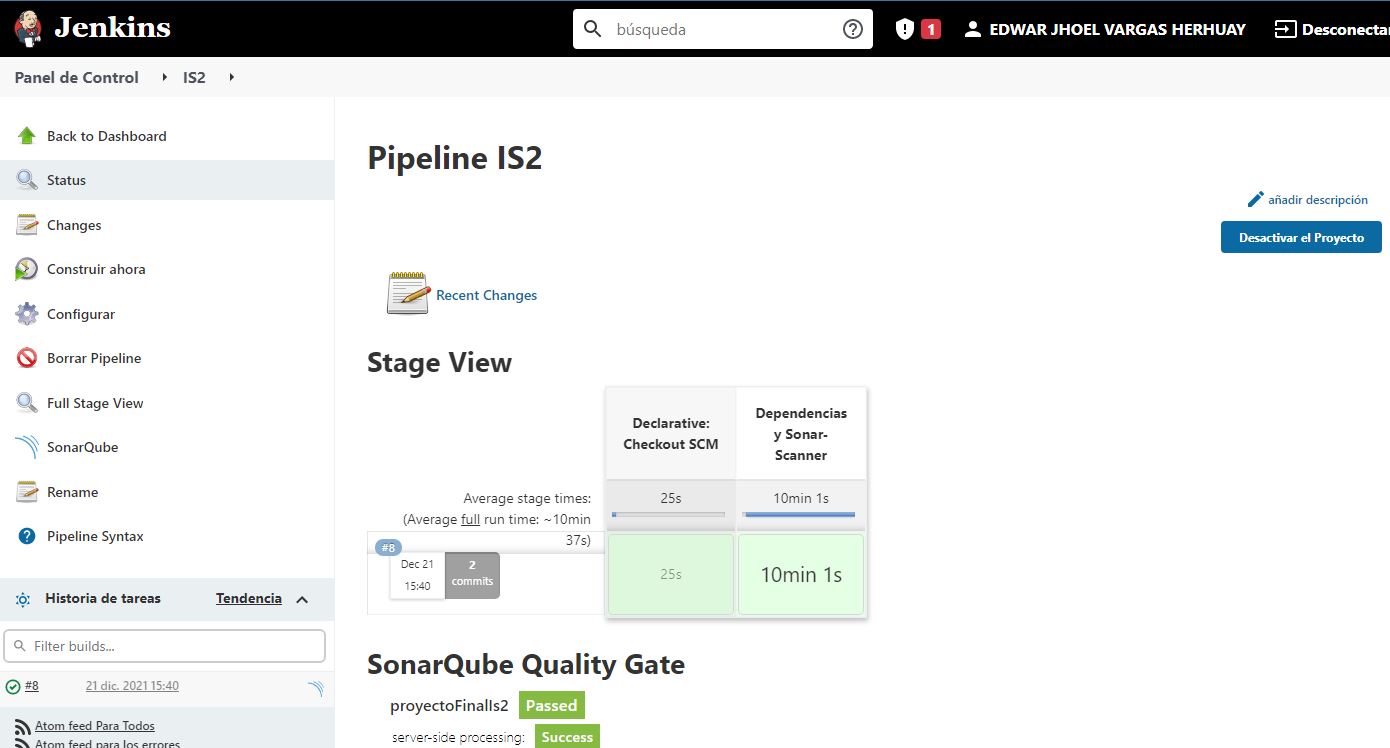 Jenkins
búsqueda
1
EDWAR JHOEL VARGAS HERHUAY
Desconectar
Panel de Control
IS2
Back to Dashboard
Status
Changes
Construir ahora
Configurar
Borrar Pipeline
Full Stage View
SonarQube
Rename
Pipeline Syntax
Historia de tareas
Tendencia
Filter builds...
#8
21 dic. 2021 15:40
Atom feed Para Todos
Atom feed para los errores
Pipeline IS2
añadir descripción
Desactivar el Proyecto
Recent Changes
Stage View
Declarative:
Checkout SCM
Dependencias
y Sonar-
Scanner
Average stage times:
(Average full run time: ~10min
37s)
25s
10min 1s
#8
Dec 21
15:40
2
commits
25s
10min 1s
SonarQube Quality Gate
proyectoFinalIs2
Passed
server-side processing:
Success